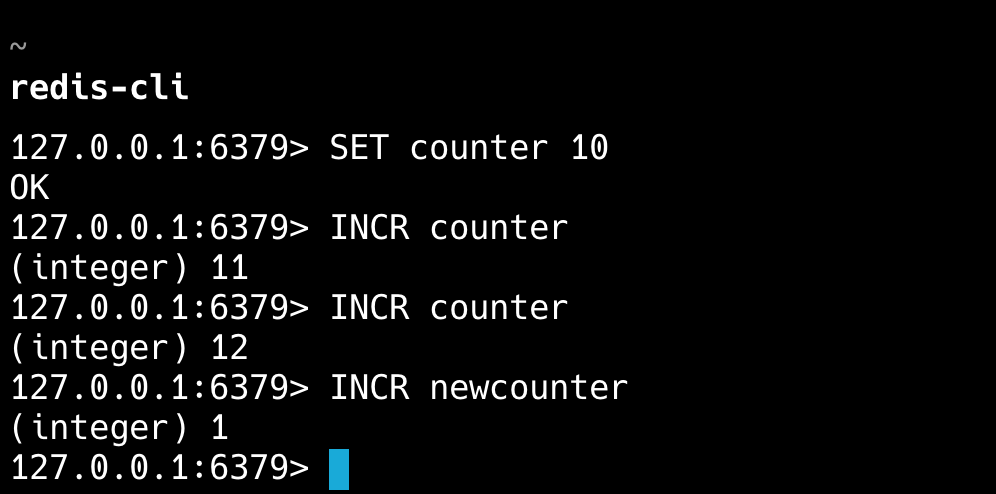 ~
redis-cli
127.0.0.1:6379> SET counter 10
OK
127.0.0.1:6379> INCR counter
(integer) 11
127.0.0.1:6379> INCR counter
(integer) 12
127.0.0.1:6379> INCR newcounter
(integer) 1
127.0.0.1:6379>